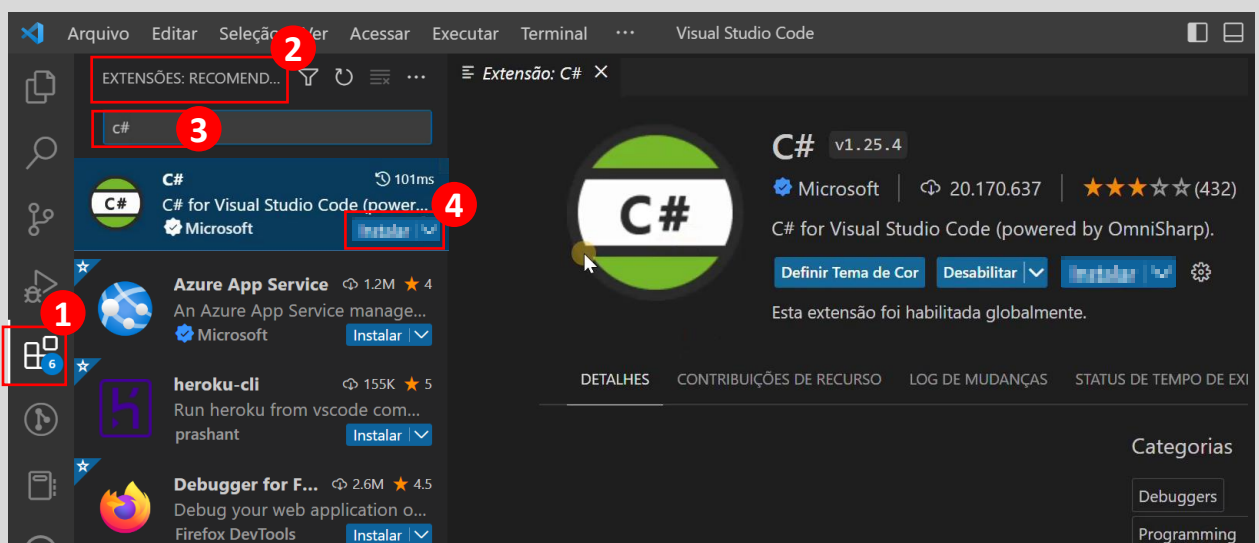 Arquivo Editar Seleção Ver Acessar Executar Terminal ··· Visual Studio Code
2
EXTENSÕES: RECOMEND... ···
Extensão: C#
c#
3
C# v1.25.4
C# 101ms
C#
C# for Visual Studio Code (power...
4
Microsoft Instalar
C#
Microsoft 20.170.637 (432)
C# for Visual Studio Code (powered by OmniSharp).
Definir Tema de Cor Desabilitar Instalar
Esta extensão foi habilitada globalmente.
Azure App Service 1.2M ★ 4
An Azure App Service manage...
Microsoft Instalar
1
6
heroku-cli 155K ★ 5
Run heroku from vscode com...
prashant Instalar
DETALHES CONTRIBUIÇÕES DE RECURSO LOG DE MUDANÇAS STATUS DE TEMPO DE EXI
Debugger for F... 2.6M ★ 4.5
Debug your web application o...
Firefox DevTools Instalar
Categorias
Debuggers
Programming